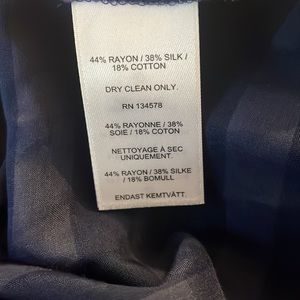 44% RAYON / 38% SILK /
18% COTTON
DRY CLEAN ONLY.
RN 134578
44% RAYONNE / 38%
SOIE / 18% COTON
NETTOYAGE À SEC
UNIQUEMENT.
44% RAYON / 38% SILKE
/ 18% BOMULL
ENDAST KEMTVÄTT.